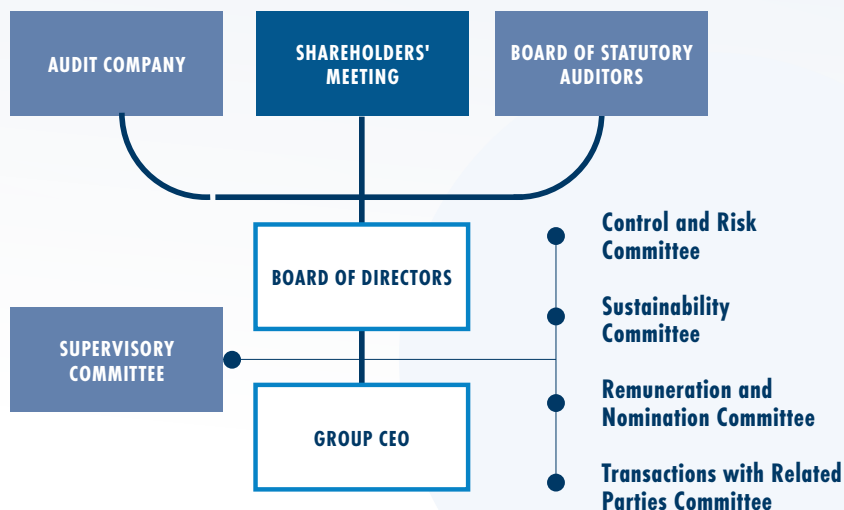 AUDIT COMPANY
SHAREHOLDERS'
MEETING
BOARD OF STATUTORY
AUDITORS
BOARD OF DIRECTORS
SUPERVISORY
COMMITTEE
GROUP CEO
Control and Risk
Committee
Sustainability
Committee
Remuneration and
Nomination Committee
Transactions with Related
Parties Committee